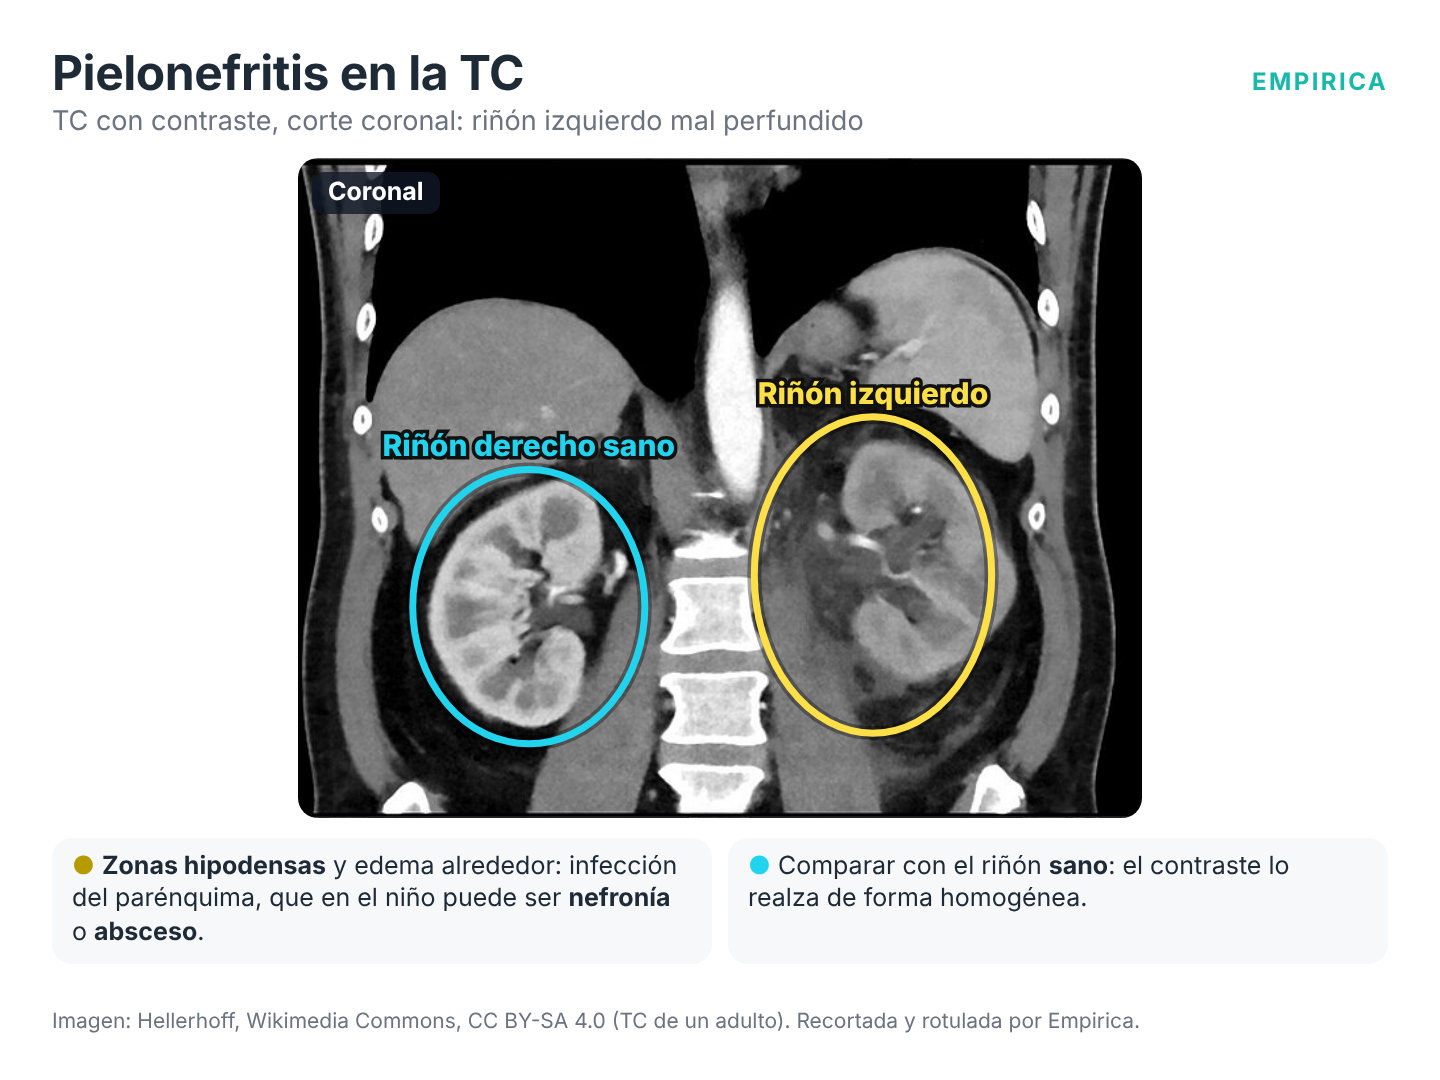 Pielonefritis en la TC
EMPIRICA
TC con contraste, corte coronal: riñón izquierdo mal perfundido
Coronal
Riñón izquierdo
Riñón derecho sano
Zonas hipodensas y edema alrededor: infección
del parénquima, que en el niño puede ser nefronía
o absceso.
Comparar con el riñón sano: el contraste lo
realza de forma homogénea.
Imagen: Hellerhoff, Wikimedia Commons, CC BY-SA 4.0 (TC de un adulto). Recortada y rotulada por Empirica.